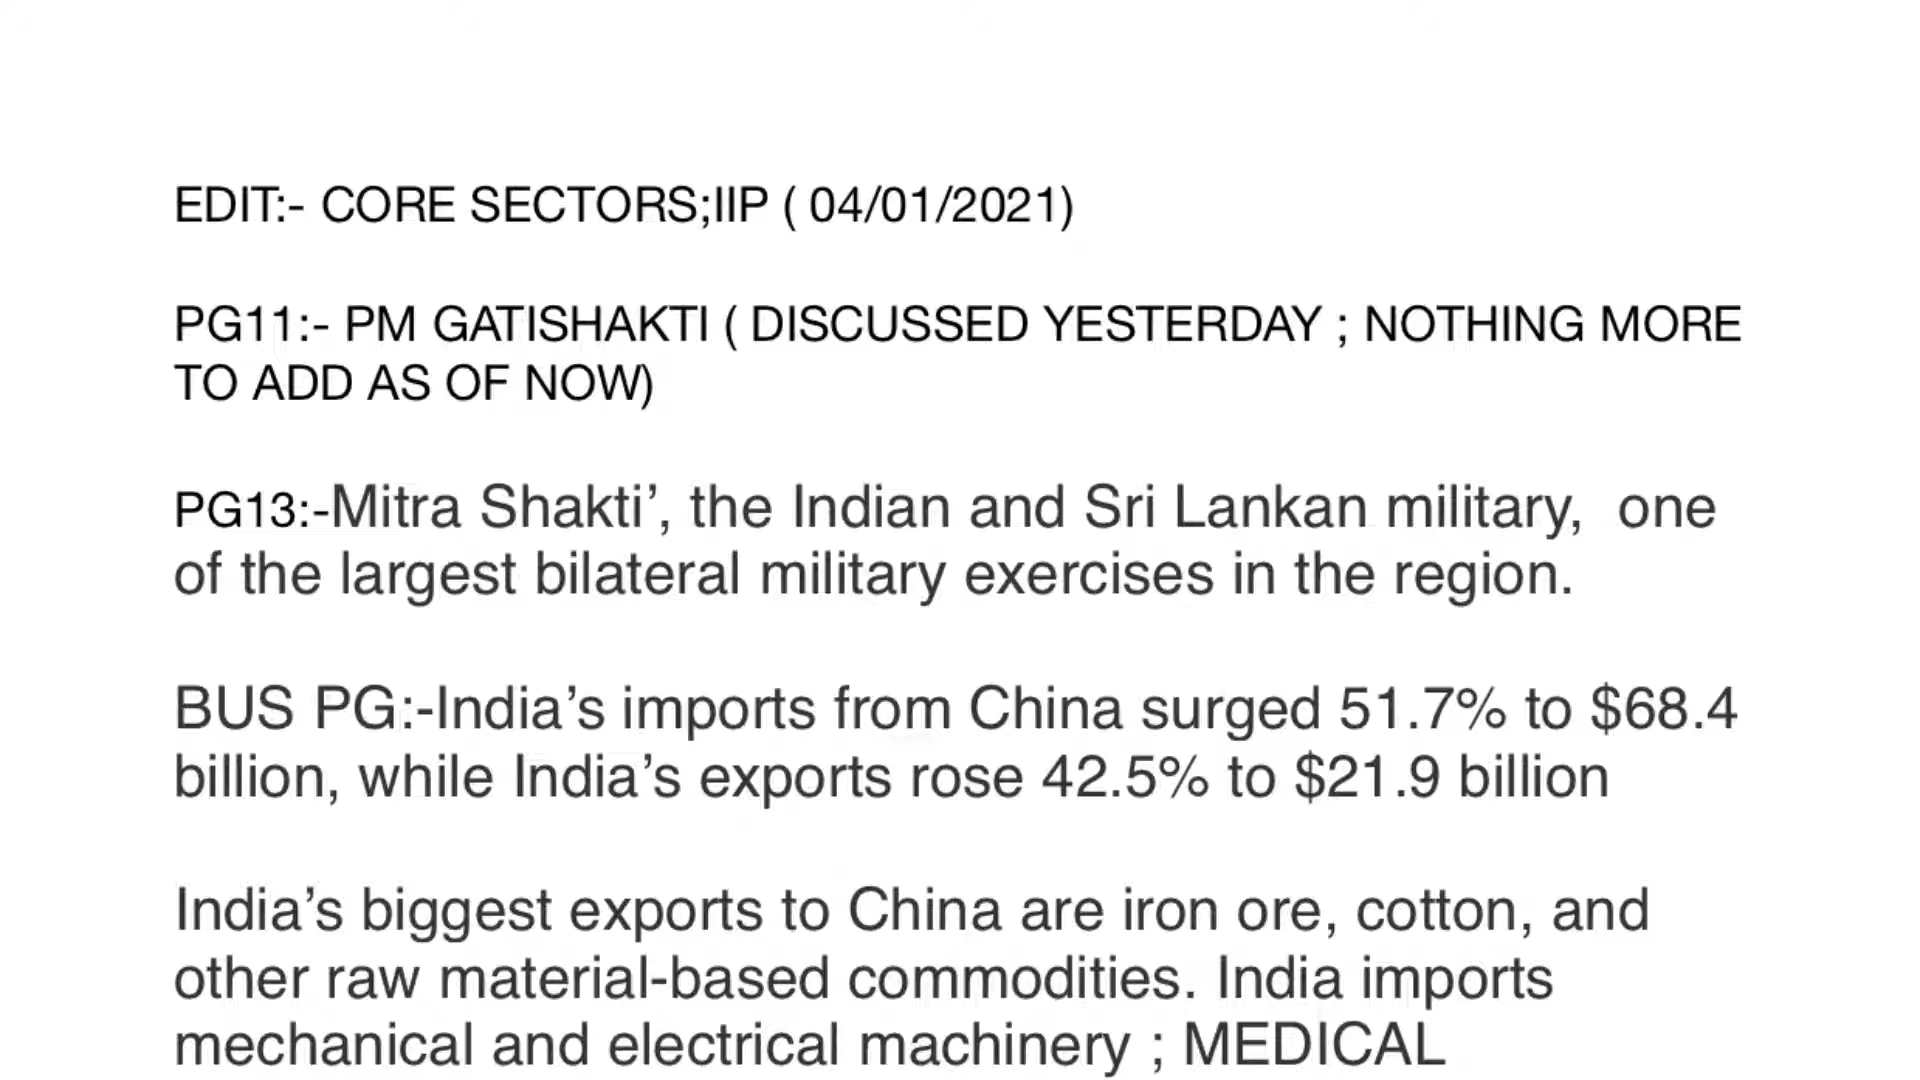 EDIT:- CORE SECTORS;IIP ( 04/01/2021)
PG11:- PM GATISHAKTI ( DISCUSSED YESTERDAY ; NOTHING MORE
TO ADD AS OF NOW)
PG13:-Mitra Shakti’, the Indian and Sri Lankan military,  one
of the largest bilateral military exercises in the region.
BUS PG:-India’s imports from China surged 51.7% to $68.4
billion, while India’s exports rose 42.5% to $21.9 billion
India’s biggest exports to China are iron ore, cotton, and
other raw material-based commodities. India imports
mechanical and electrical machinery ; MEDICAL